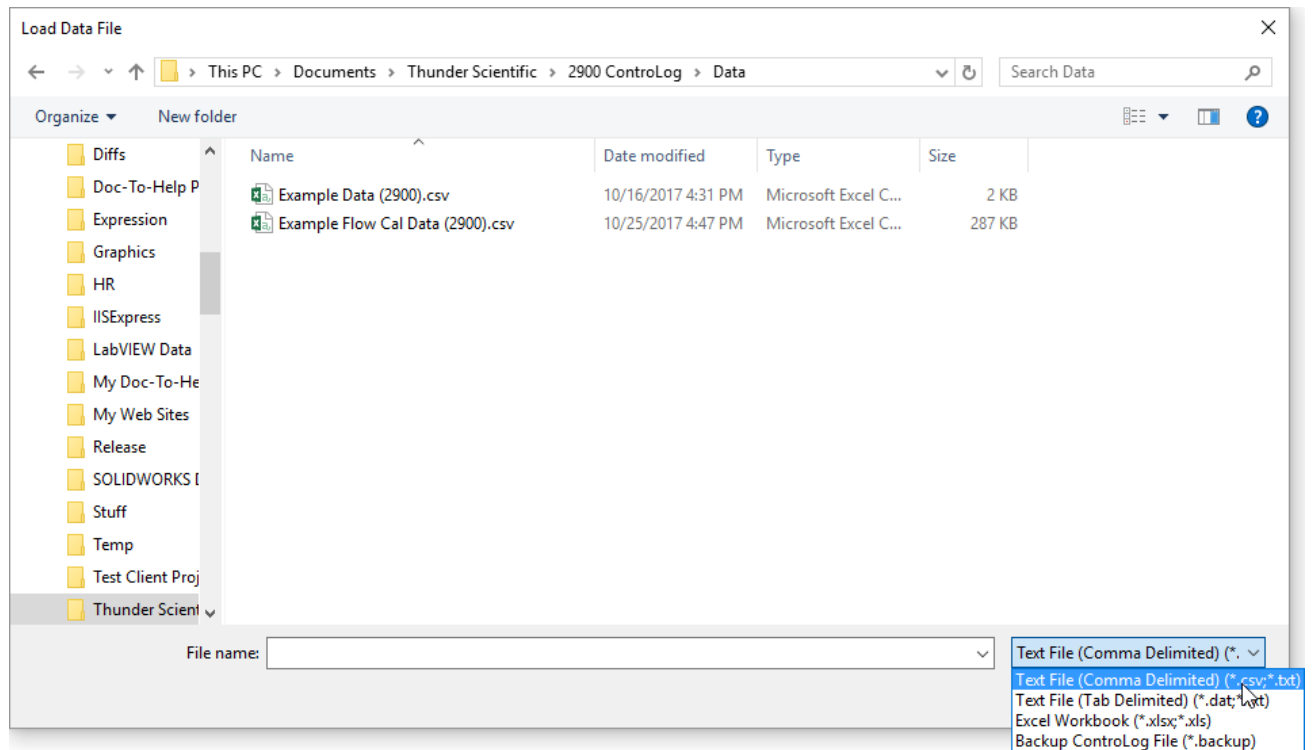 Load Data File
This PC > Documents > Thunder Scientific > 2900 ControLog > Data
Search Data
Organize
New folder
Name
Date modified
Type
Size
Diffs
Doc-To-Help P
Expression
Graphics
HR
IISExpress
LabVIEW Data
My Doc-To-He
My Web Sites
Release
SOLIDWORKS
Stuff
Temp
Test Client Proj
Thunder Scient
Example Data (2900).csv 10/16/2017 4:31 PM Microsoft Excel C... 2 KB
Example Flow Cal Data (2900).csv 10/25/2017 4:47 PM Microsoft Excel C... 287 KB
File name:
Text File (Comma Delimited) (*.
Text File (Comma Delimited) (*.csv;*.txt)
Text File (Tab Delimited) (*.dat;*.txt)
Excel Workbook (*.xlsx;*.xls)
Backup ControLog File (*.backup)